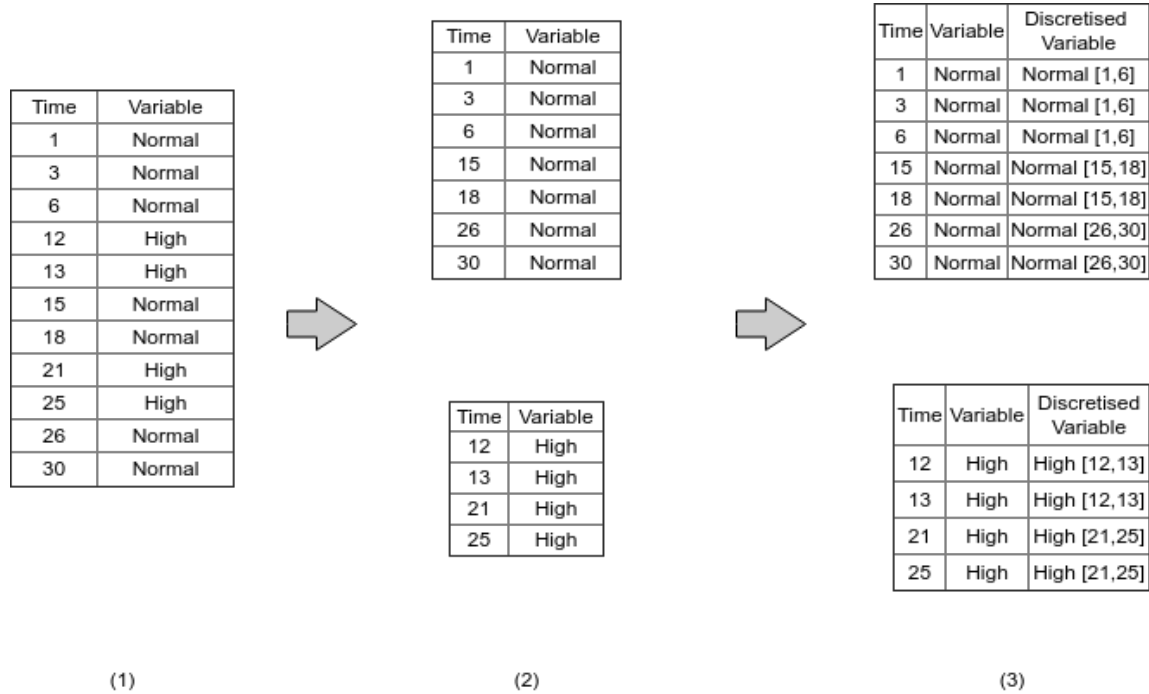 Time Variable
1 Normal
3 Normal
6 Normal
12 High
13 High
15 Normal
18 Normal
21 High
25 High
26 Normal
30 Normal
Time Variable
1 Normal
3 Normal
6 Normal
15 Normal
18 Normal
26 Normal
30 Normal
Time Variable
12 High
13 High
21 High
25 High
Time Variable Discretised
Variable
1 Normal Normal [1,6]
3 Normal Normal [1,6]
6 Normal Normal [1,6]
15 Normal Normal [15,18]
18 Normal Normal [15,18]
26 Normal Normal [26,30]
30 Normal Normal [26,30]
Time Variable Discretised
Variable
12 High High [12,13]
13 High High [12,13]
21 High High [21,25]
25 High High [21,25]
(1) (2) (3)